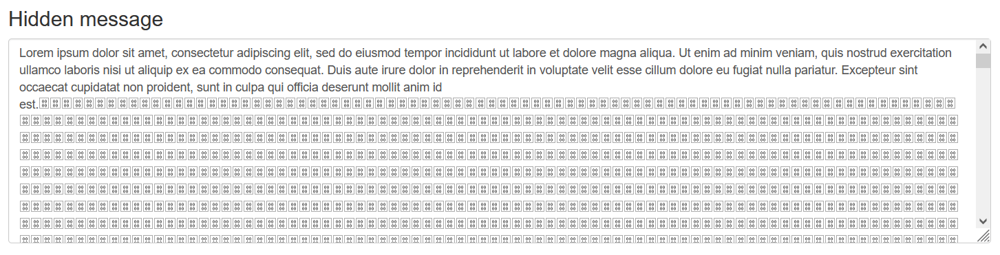 Hidden message
Lorem ipsum dolor sit amet, consectetur adipiscing elit, sed do eiusmod tempor incididunt ut labore et dolore magna aliqua. Ut enim ad minim veniam, quis nostrud exercitation
ullamco laboris nisi ut aliquip ex ea commodo consequat. Duis aute irure dolor in reprehenderit in voluptate velit esse cillum dolore eu fugiat nulla pariatur. Excepteur sint
occaecat cupidatat non proident, sunt in culpa qui officia deserunt mollit anim id
est.